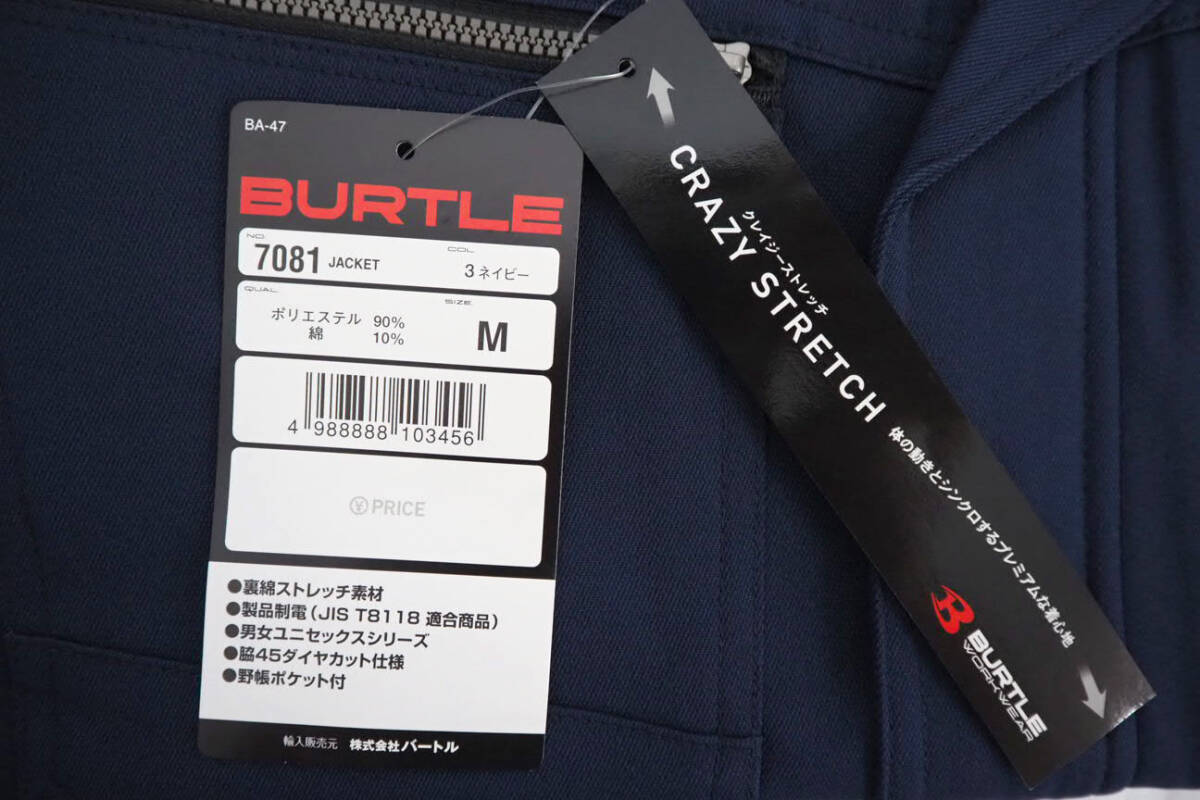 BA-47
BURTLE
NO.
7081 JACKET
COL
3 ネイビー
QUAL
ポリエステル 90%
綿 10%
SIZE
M
4 988888 103456
¥ PRICE
●裏綿ストレッチ素材
●製品制電(JIS T8118 適合商品)
●男女ユニセックスシリーズ
●脇45ダイヤカット仕様
●野帳ポケット付
輸入販売元 株式会社バートル
クレイジーストレッチ
CRAZY STRETCH
体の動きとシンクロするプレミアムな着心地
BURTLE
WORKWEAR